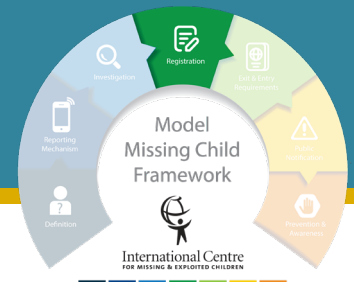 Registration
Investigation
Exit & Entry
Requirements
Reporting
Mechanism
Definition
Prevention &
Awareness
Model
Missing Child
Framework
?
International Centre
FOR MISSING & EXPLOITED CHILDREN